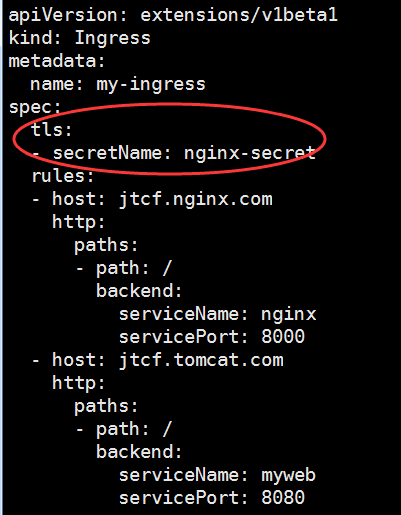 apiVersion: extensions/v1beta1
kind: Ingress
metadata:
  name: my-ingress
spec:
  tls:
  - secretName: nginx-secret
  rules:
  - host: jtcf.nginx.com
    http:
      paths:
      - path: /
        backend:
          serviceName: nginx
          servicePort: 8000
  - host: jtcf.tomcat.com
    http:
      paths:
      - path: /
        backend:
          serviceName: myweb
          servicePort: 8080